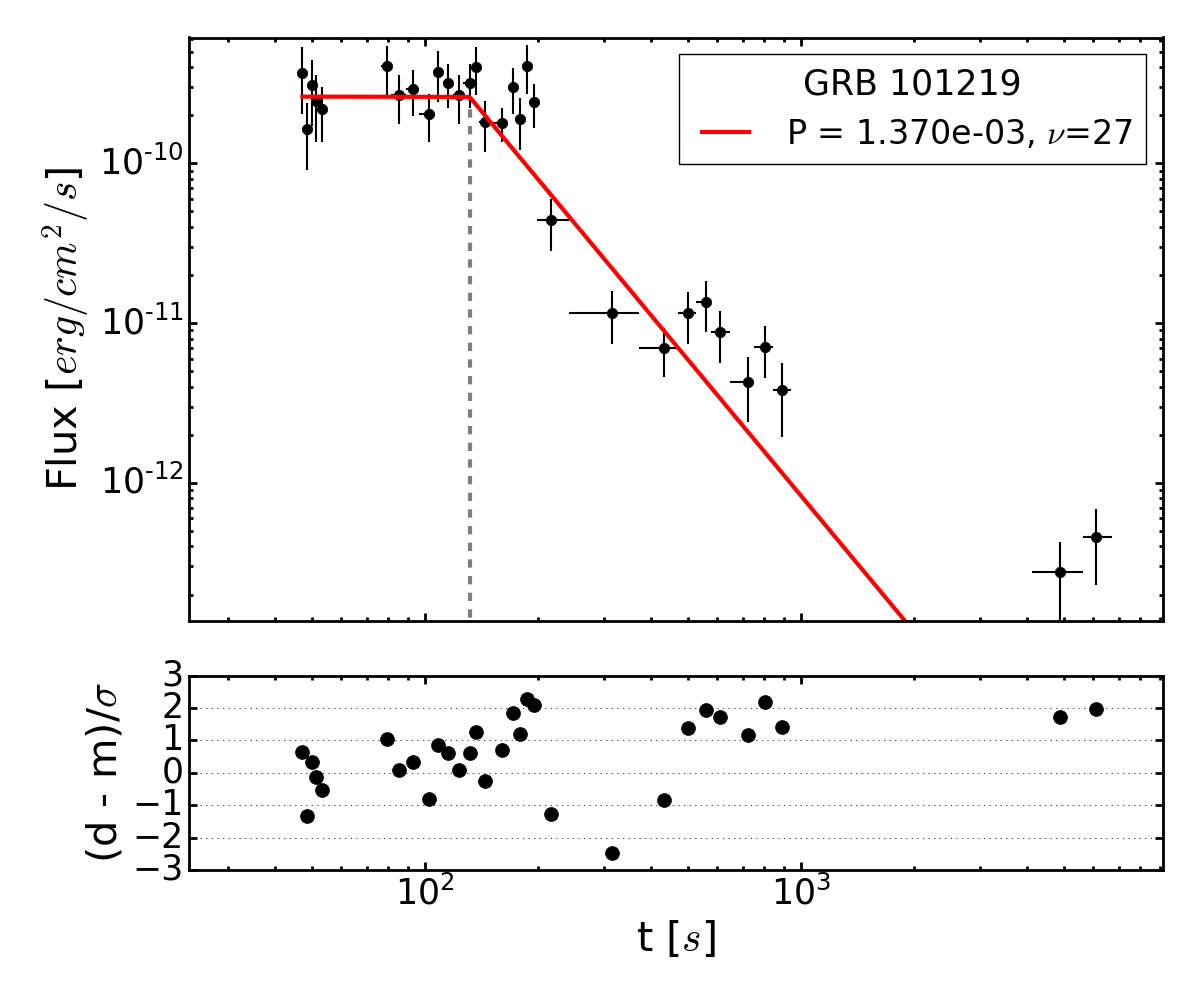 GRB 101219
P = 1.370e-03, ν=27
Flux [erg/cm²/s]
10⁻¹⁰
10⁻¹¹
10⁻¹²
(d - m)/σ
3
2
1
0
−1
−2
−3
10²
10³
t [s]